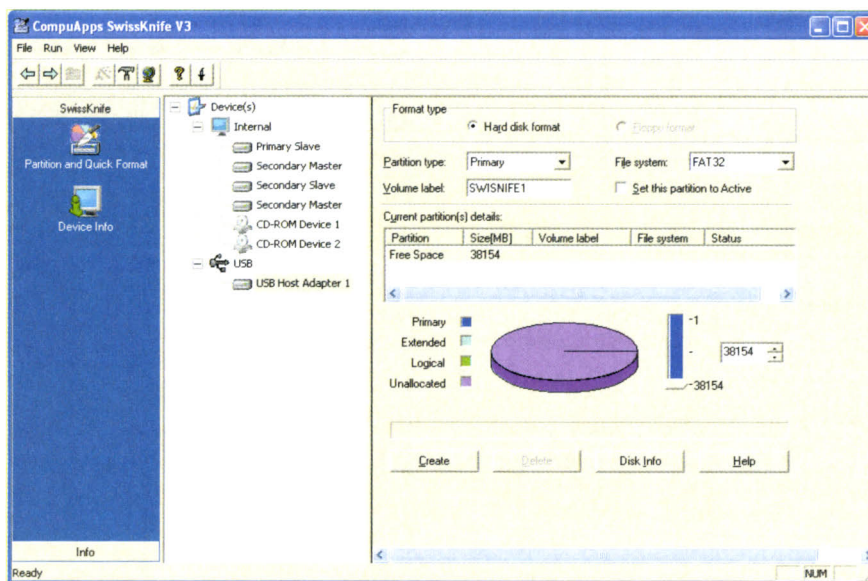 CompuApps SwissKnife V3
File Run View Help
SwissKnife
Partition and Quick Format
Device Info
Info
Device(s)
Internal
Primary Slave
Secondary Master
Secondary Slave
Secondary Master
CD-ROM Device 1
CD-ROM Device 2
USB
USB Host Adapter 1
Format type
Hard disk format
Floppy format
Partition type: Primary File system: FAT32
Volume label: SWISNIFE1 Set this partition to Active
Current partition(s) details:
Partition Size[MB] Volume label File system Status
Free Space 38154
Primary
Extended
Logical
Unallocated
-1
-
38154
-38154
Create Delete Disk Info Help
Ready NUM